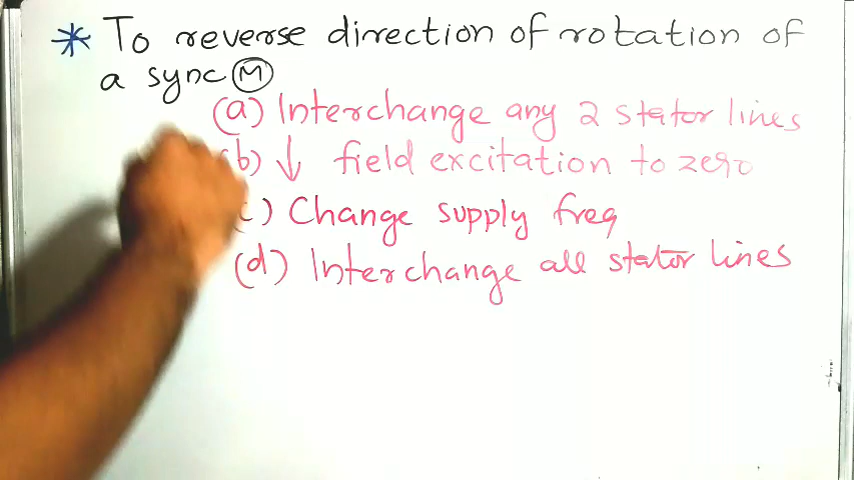 * To reverse direction of rotation of
a sync Ⓜ
(a) Interchange any 2 stator lines
(b) ↓ field excitation to zero
(c) Change supply freq
(d) Interchange all stator lines